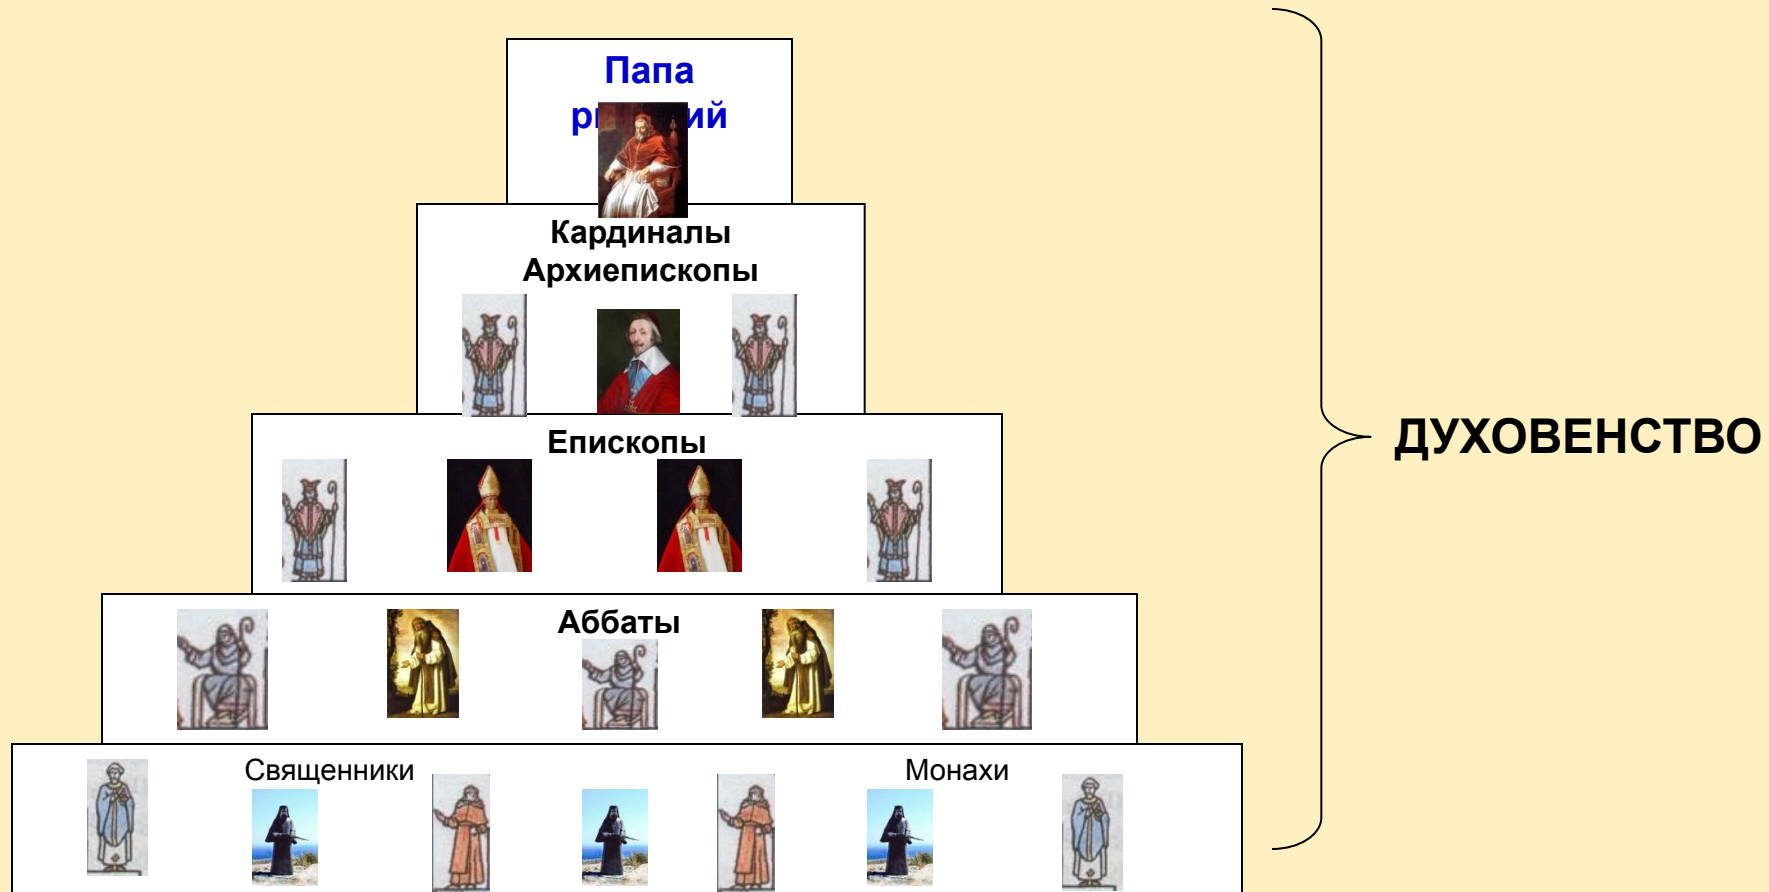 Папа
Кардиналы
Архиепископы
Епископы
ДУХОВЕНСТВО
Аббаты
Священники
Монахи